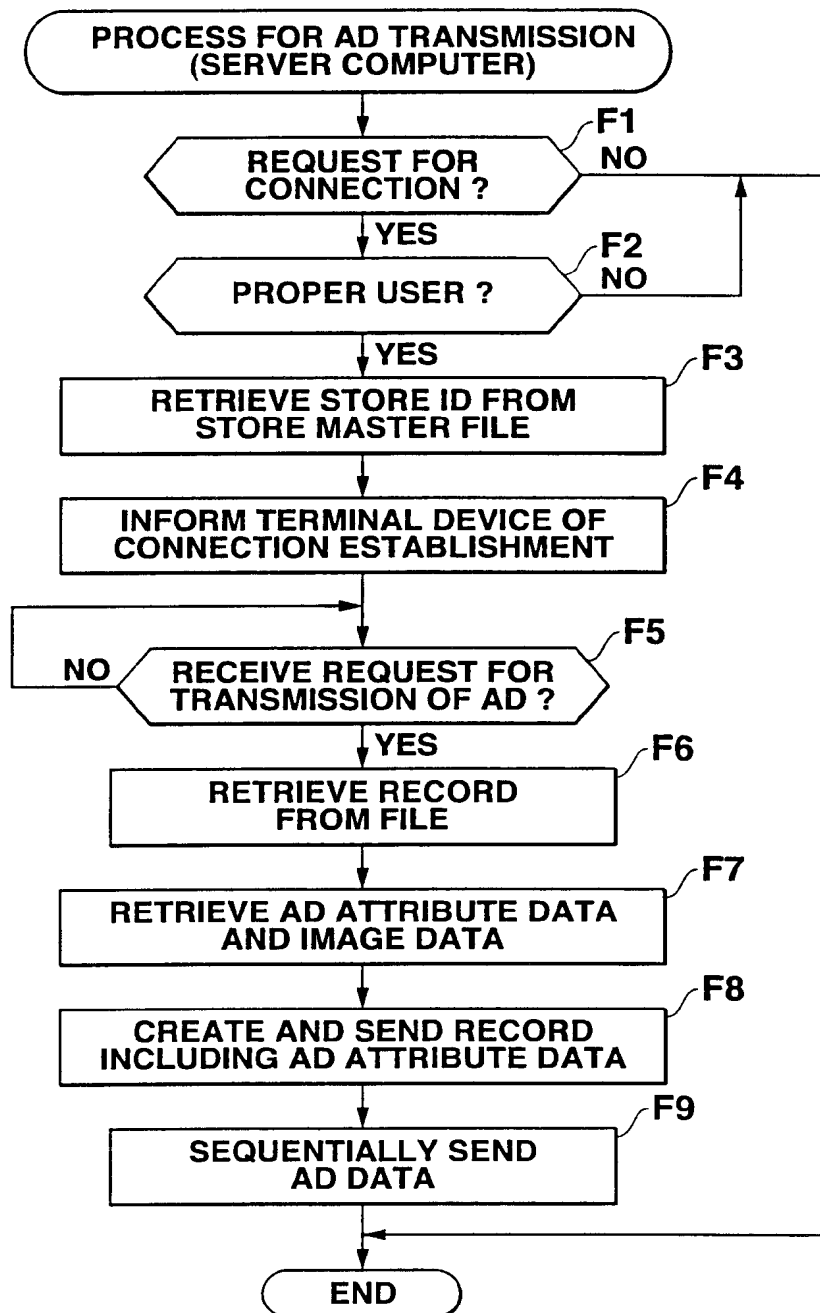 PROCESS FOR AD TRANSMISSION
(SERVER COMPUTER)
F1
REQUEST FOR
CONNECTION ?
NO
YES
F2
PROPER USER ?
NO
YES
F3
RETRIEVE STORE ID FROM
STORE MASTER FILE
F4
INFORM TERMINAL DEVICE OF
CONNECTION ESTABLISHMENT
F5
NO
RECEIVE REQUEST FOR
TRANSMISSION OF AD ?
YES
F6
RETRIEVE RECORD
FROM FILE
F7
RETRIEVE AD ATTRIBUTE DATA
AND IMAGE DATA
F8
CREATE AND SEND RECORD
INCLUDING AD ATTRIBUTE DATA
F9
SEQUENTIALLY SEND
AD DATA
END